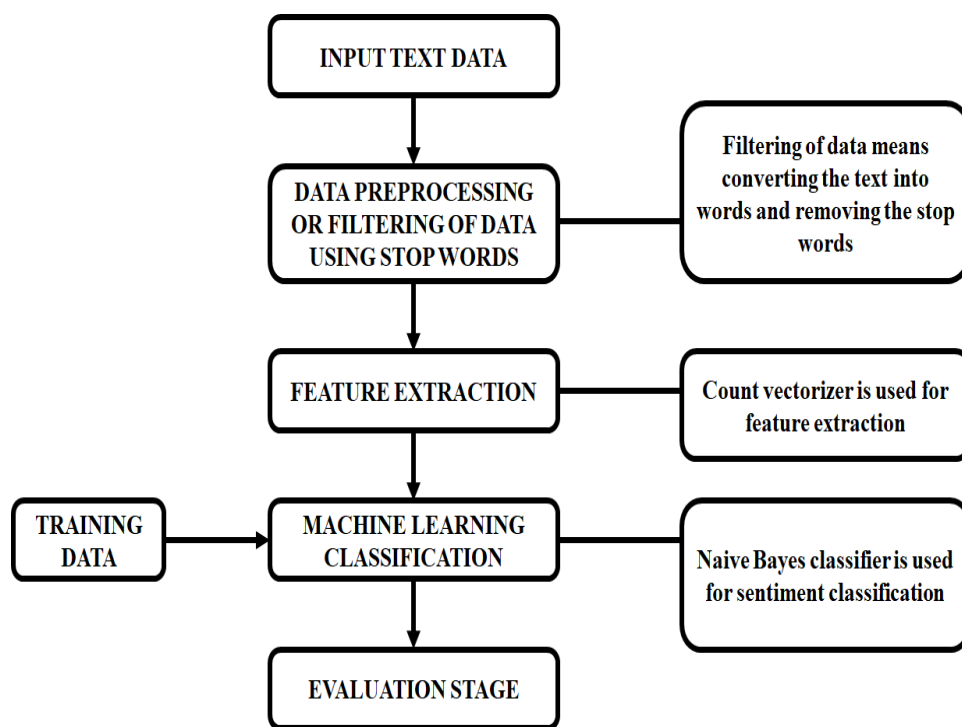 INPUT TEXT DATA
DATA PREPROCESSING
OR FILTERING OF DATA
USING STOP WORDS
Filtering of data means
converting the text into
words and removing the stop
words
FEATURE EXTRACTION
Count vectorizer is used for
feature extraction
TRAINING
DATA
MACHINE LEARNING
CLASSIFICATION
Naive Bayes classifier is used
for sentiment classification
EVALUATION STAGE